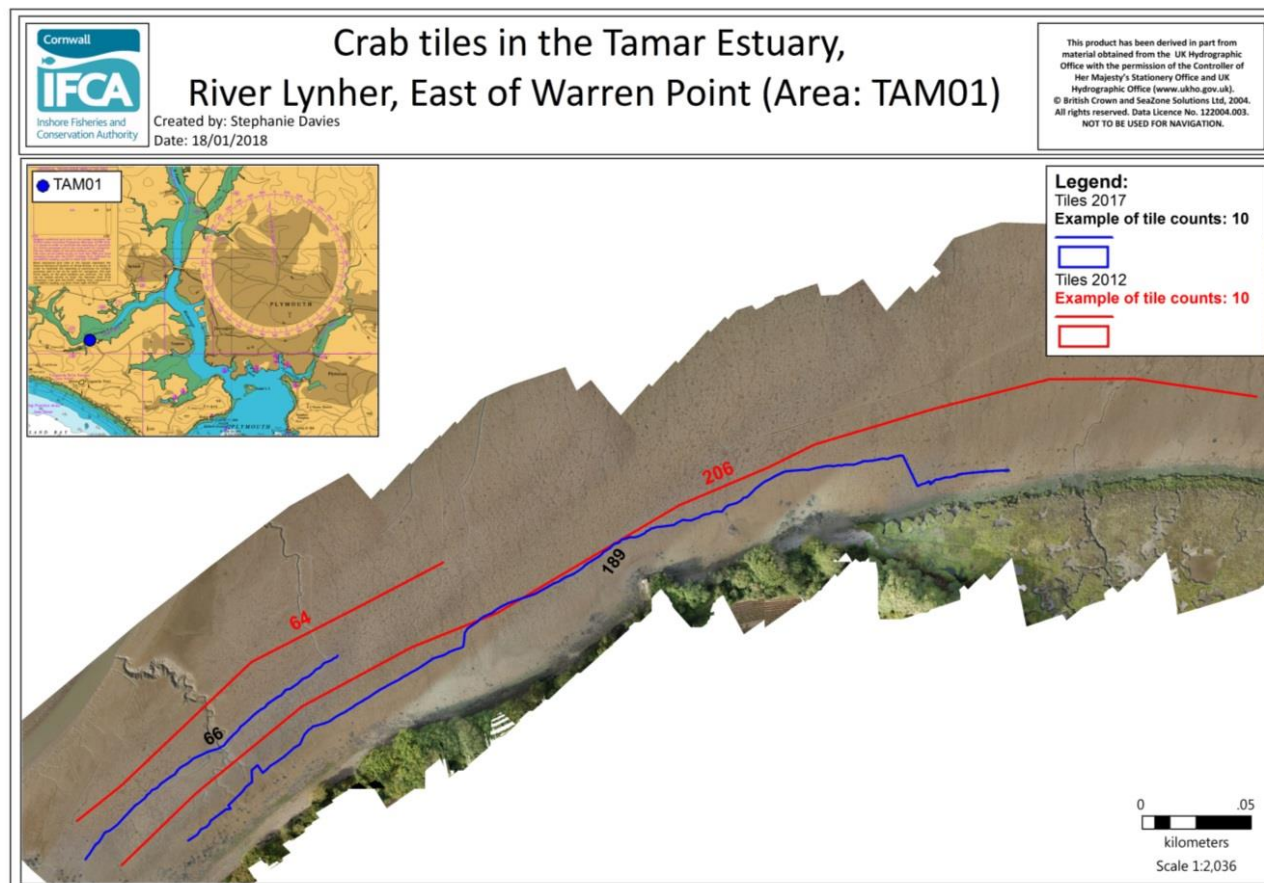 Cornwall
IFCA
Inshore Fisheries and
Conservation Authority
Crab tiles in the Tamar Estuary,
River Lynher, East of Warren Point (Area: TAM01)
Created by: Stephanie Davies
Date: 18/01/2018
This product has been derived in part from
material obtained from the UK Hydrographic
Office with the permission of the Controller of
Her Majesty's Stationery Office and UK
Hydrographic Office (www.ukho.gov.uk).
© British Crown and SeaZone Solutions Ltd, 2004.
All rights reserved. Data Licence No. 122004.003.
NOT TO BE USED FOR NAVIGATION.
TAM01
PLYMOUTH
PLYMOUTH
Legend:
Tiles 2017
Example of tile counts: 10
Tiles 2012
Example of tile counts: 10
206
189
64
66
0 .05
kilometers
Scale 1:2,036